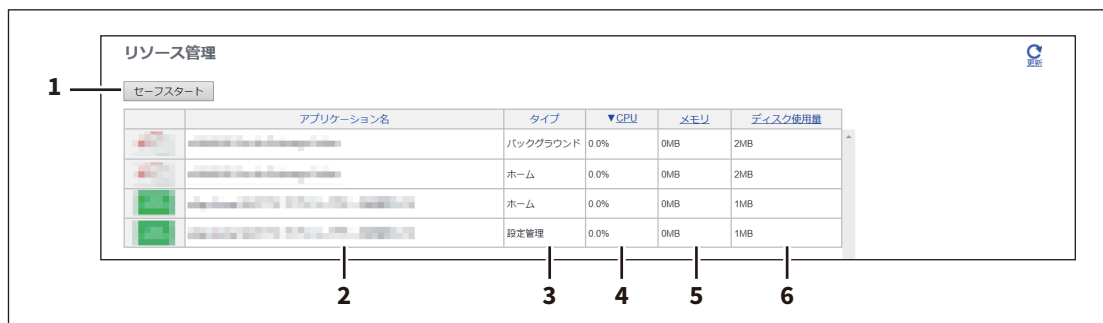 リソース管理
更新
1
セーフスタート
アプリケーション名 タイプ ▼CPU メモリ ディスク使用量
バックグラウンド 0.0% 0MB 2MB
ホーム 0.0% 0MB 2MB
ホーム 0.0% 0MB 1MB
設定管理 0.0% 0MB 1MB
2 3 4 5 6